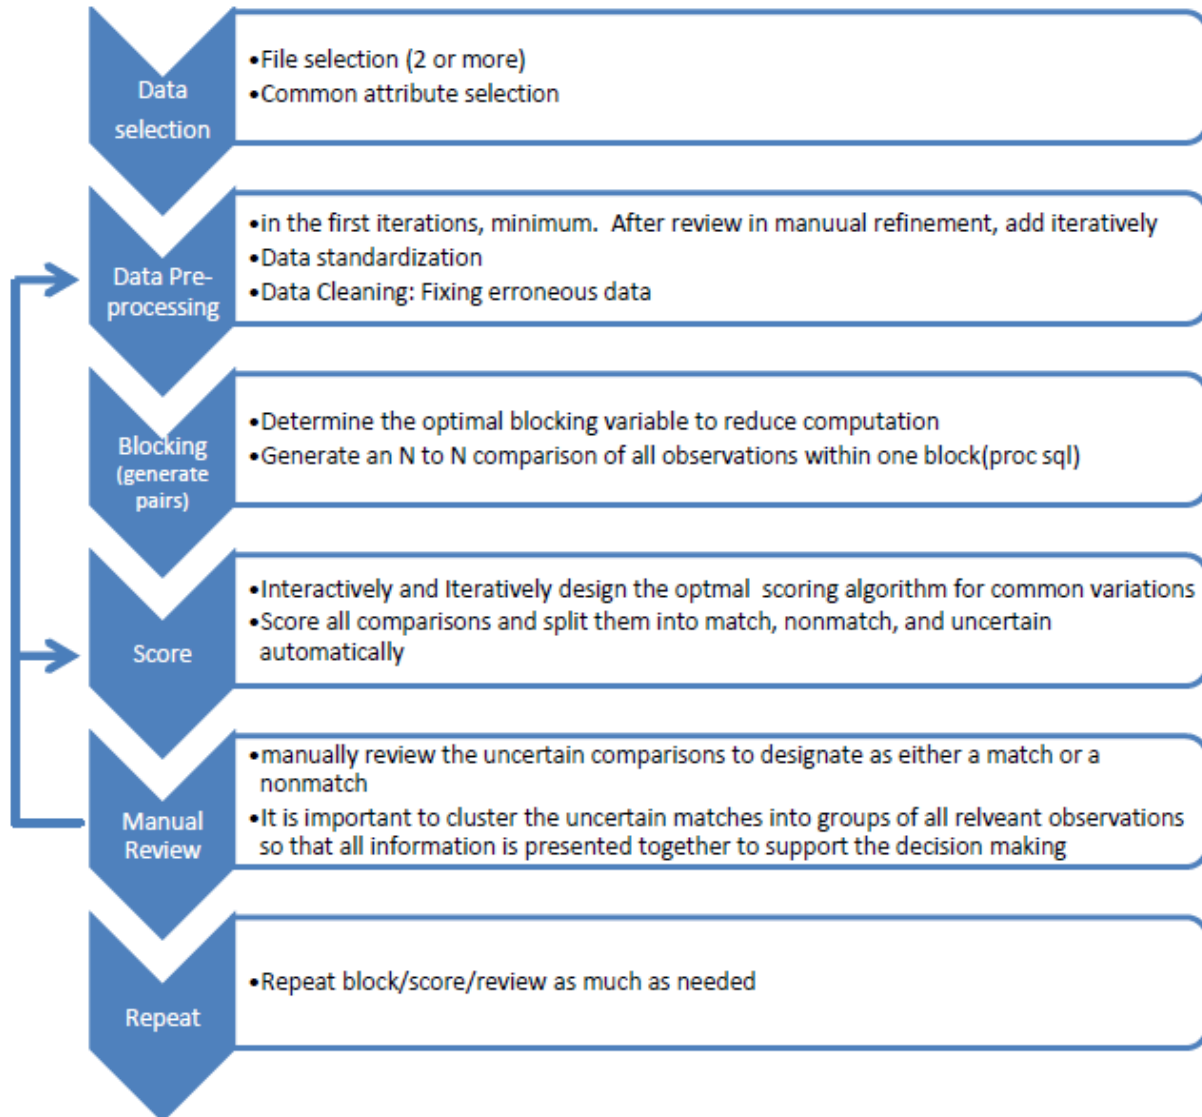 Data
selection
•File selection (2 or more)
•Common attribute selection
Data Pre-
processing
•in the first iterations, minimum. After review in manuual refinement, add iteratively
•Data standardization
•Data Cleaning: Fixing erroneous data
Blocking
(generate
pairs)
•Determine the optimal blocking variable to reduce computation
•Generate an N to N comparison of all observations within one block(proc sql)
Score
•Interactively and Iteratively design the optmal scoring algorithm for common variations
•Score all comparisons and split them into match, nonmatch, and uncertain
automatically
Manual
Review
•manually review the uncertain comparisons to designate as either a match or a
nonmatch
•It is important to cluster the uncertain matches into groups of all relveant observations
so that all information is presented together to support the decision making
Repeat
•Repeat block/score/review as much as needed